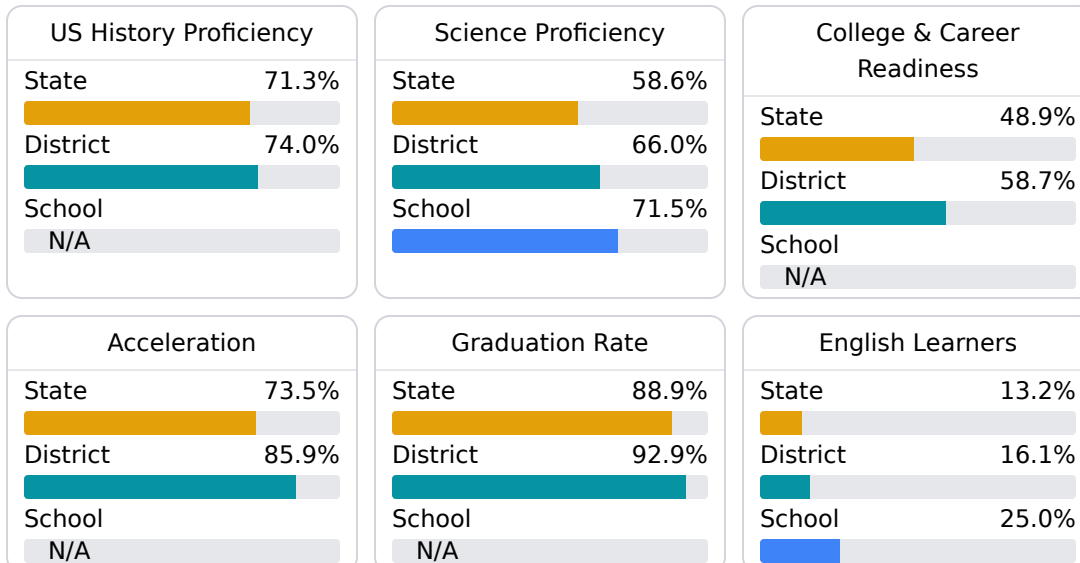 US History Proficiency
State 71.3%
District 74.0%
School
N/A
Science Proficiency
State 58.6%
District 66.0%
School 71.5%
College & Career
Readiness
State 48.9%
District 58.7%
School
N/A
Acceleration
State 73.5%
District 85.9%
School
N/A
Graduation Rate
State 88.9%
District 92.9%
School
N/A
English Learners
State 13.2%
District 16.1%
School 25.0%